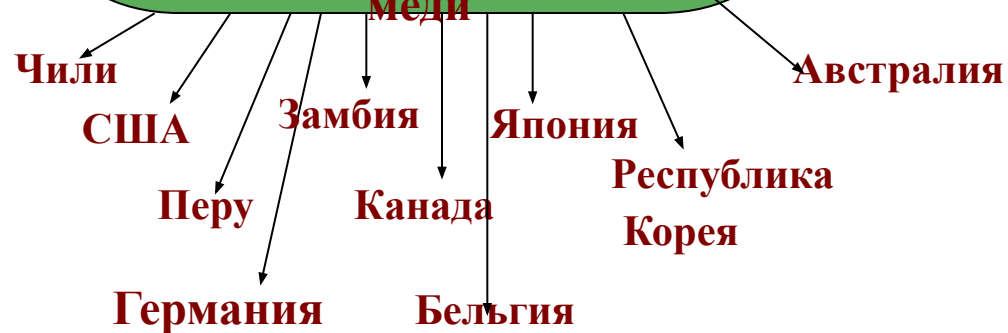 меди
Чили
Австралия
Замбия
США
Япония
Республика
Корея
Перу
Канада
Германия
Бельгия